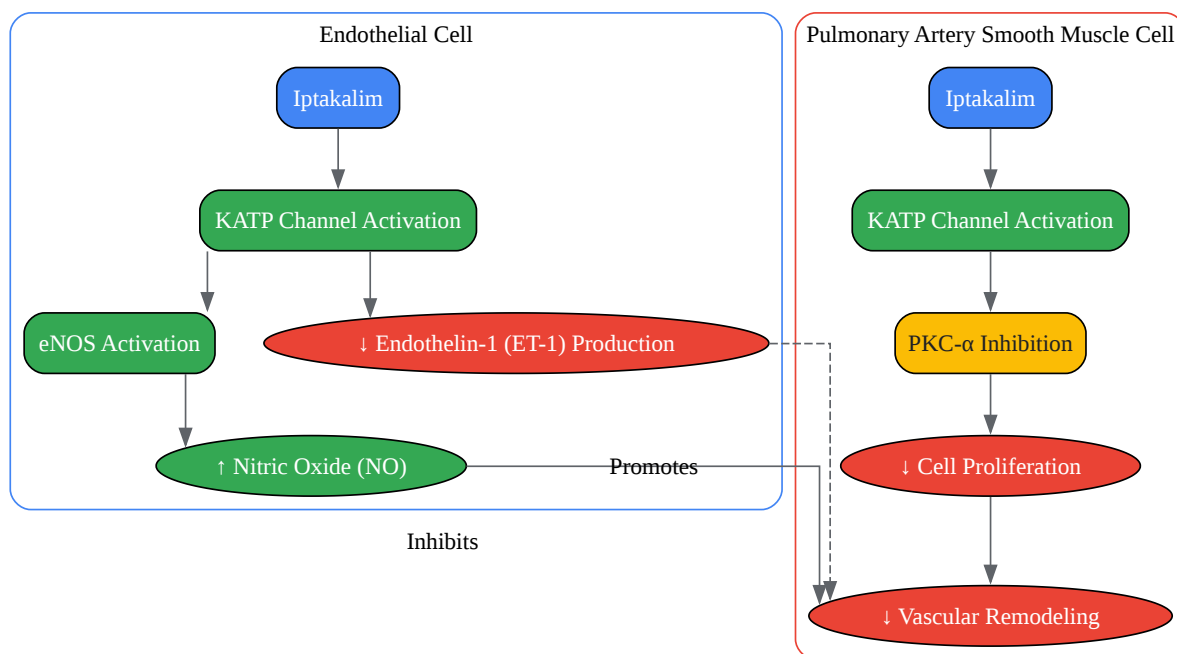 Endothelial Cell
Iptakalim
KATP Channel Activation
eNOS Activation
↓ Endothelin-1 (ET-1) Production
↑ Nitric Oxide (NO)
Promotes
Inhibits
Pulmonary Artery Smooth Muscle Cell
Iptakalim
KATP Channel Activation
PKC-α Inhibition
↓ Cell Proliferation
↓ Vascular Remodeling